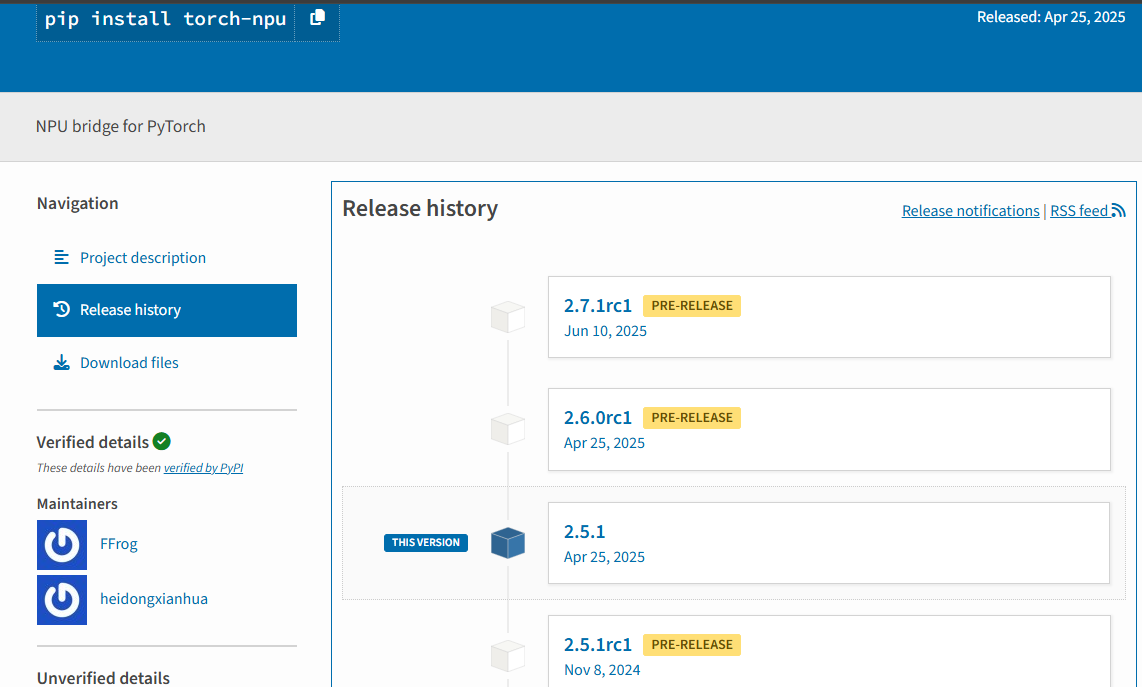 pip install torch-npu
Released: Apr 25, 2025
NPU bridge for PyTorch
Navigation
Project description
Release history
Download files
Verified details
These details have been verified by PyPI
Maintainers
FFrog
heidongxianhua
Unverified details
Release history
Release notifications | RSS feed
2.7.1rc1 PRE-RELEASE
Jun 10, 2025
2.6.0rc1 PRE-RELEASE
Apr 25, 2025
THIS VERSION
2.5.1
Apr 25, 2025
2.5.1rc1 PRE-RELEASE
Nov 8, 2024